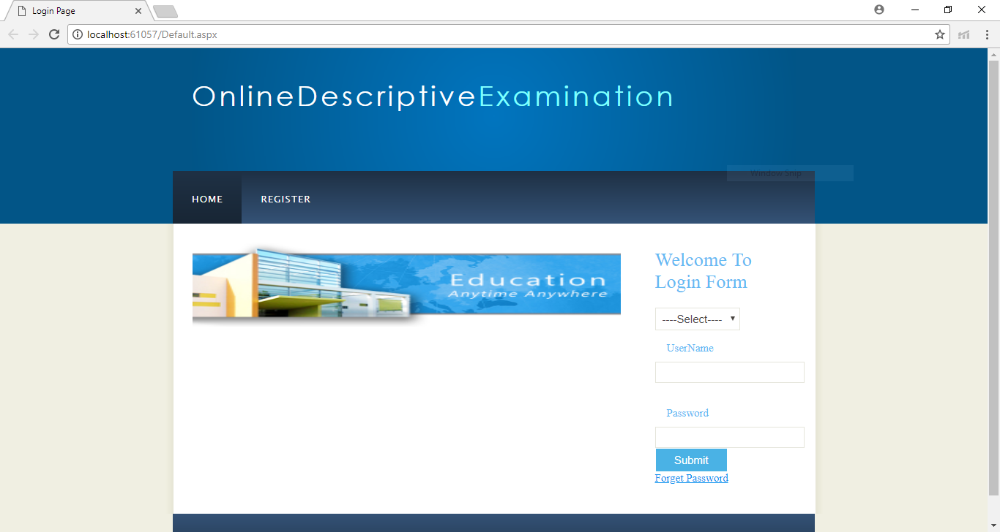 Login Page
localhost:61057/Default.aspx
OnlineDescriptiveExamination
Window Snip
HOME REGISTER
Education
Anytime Anywhere
Welcome To
Login Form
----Select----
UserName
Password
Submit
Forget Password